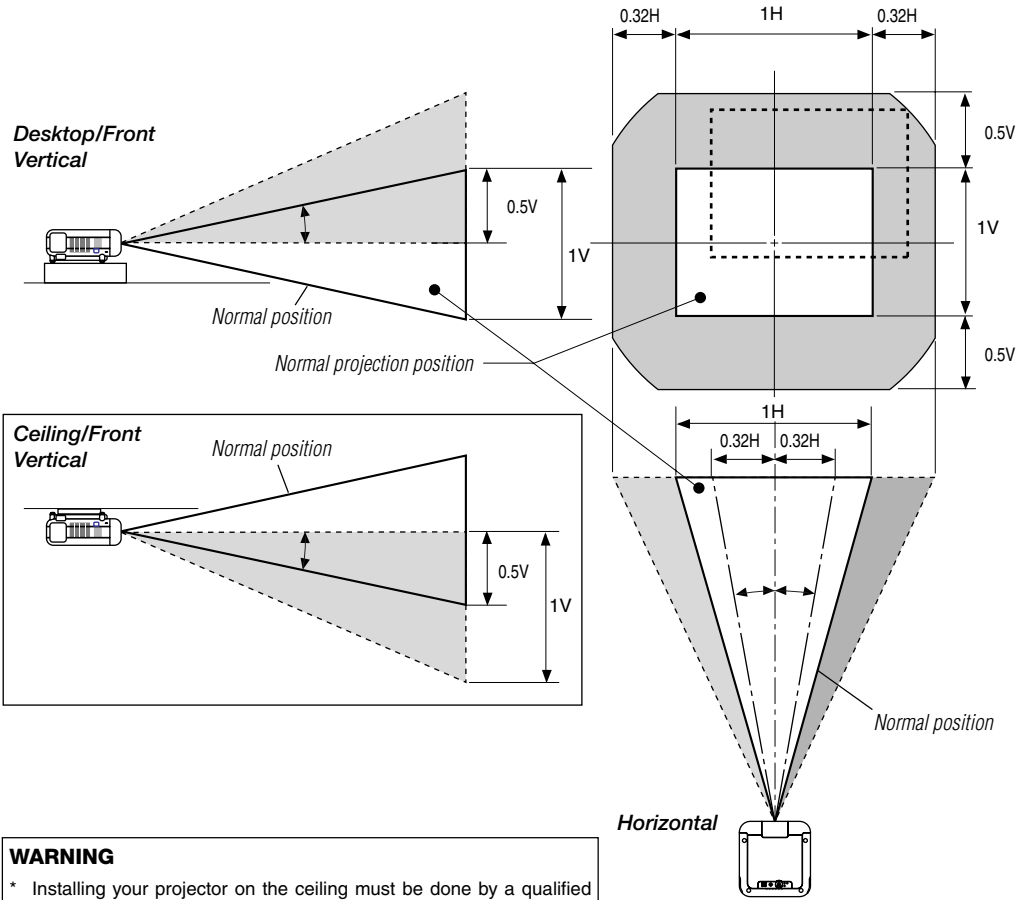 0.32H
1H
0.32H
Desktop/Front
Vertical
0.5V
0.5V
1V
1V
Normal position
0.5V
Normal projection position
1H
Ceiling/Front
Vertical
Normal position
0.32H 0.32H
0.5V
1V
Normal position
Horizontal
WARNING
* Installing your projector on the ceiling must be done by a qualified